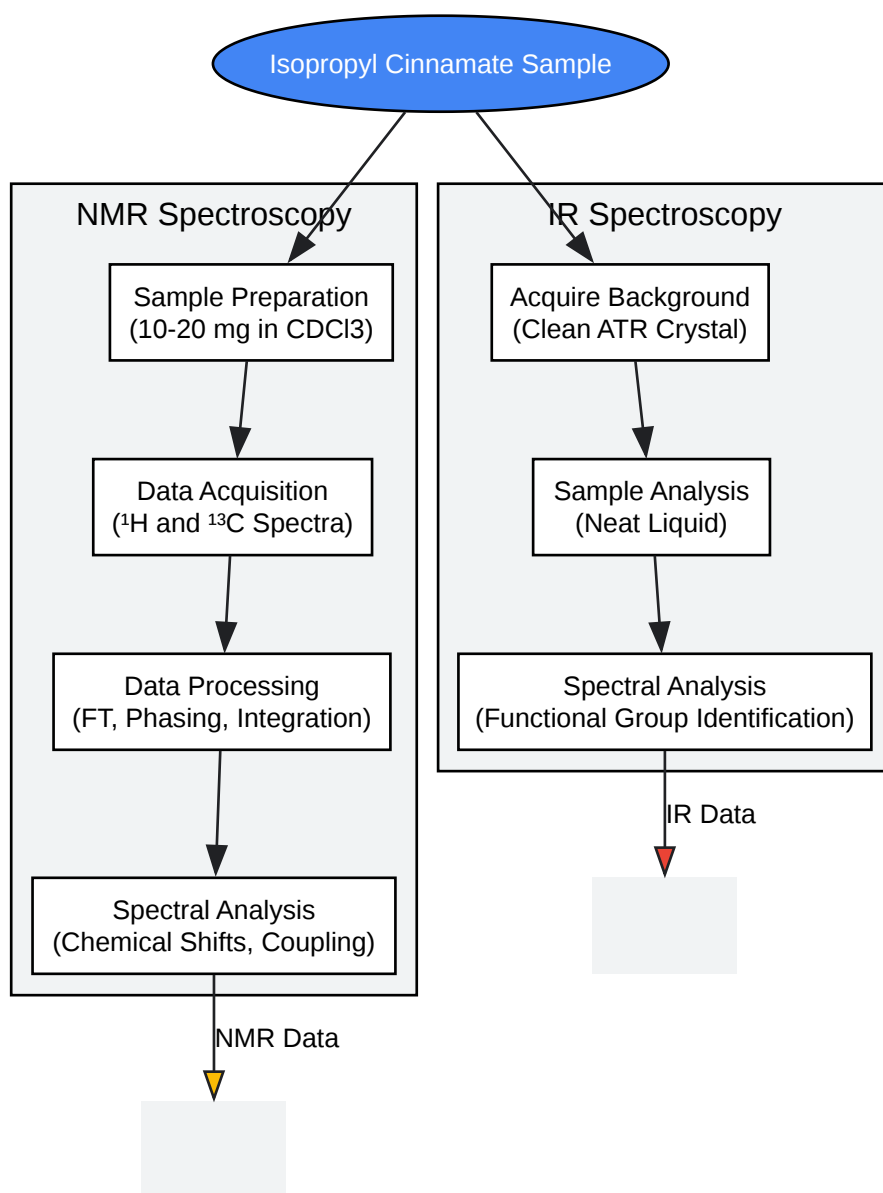 Isopropyl Cinnamate Sample
NMR Spectroscopy
Sample Preparation
(10-20 mg in CDCl3)
Data Acquisition
(¹H and ¹³C Spectra)
Data Processing
(FT, Phasing, Integration)
Spectral Analysis
(Chemical Shifts, Coupling)
NMR Data
IR Spectroscopy
Acquire Background
(Clean ATR Crystal)
Sample Analysis
(Neat Liquid)
Spectral Analysis
(Functional Group Identification)
IR Data